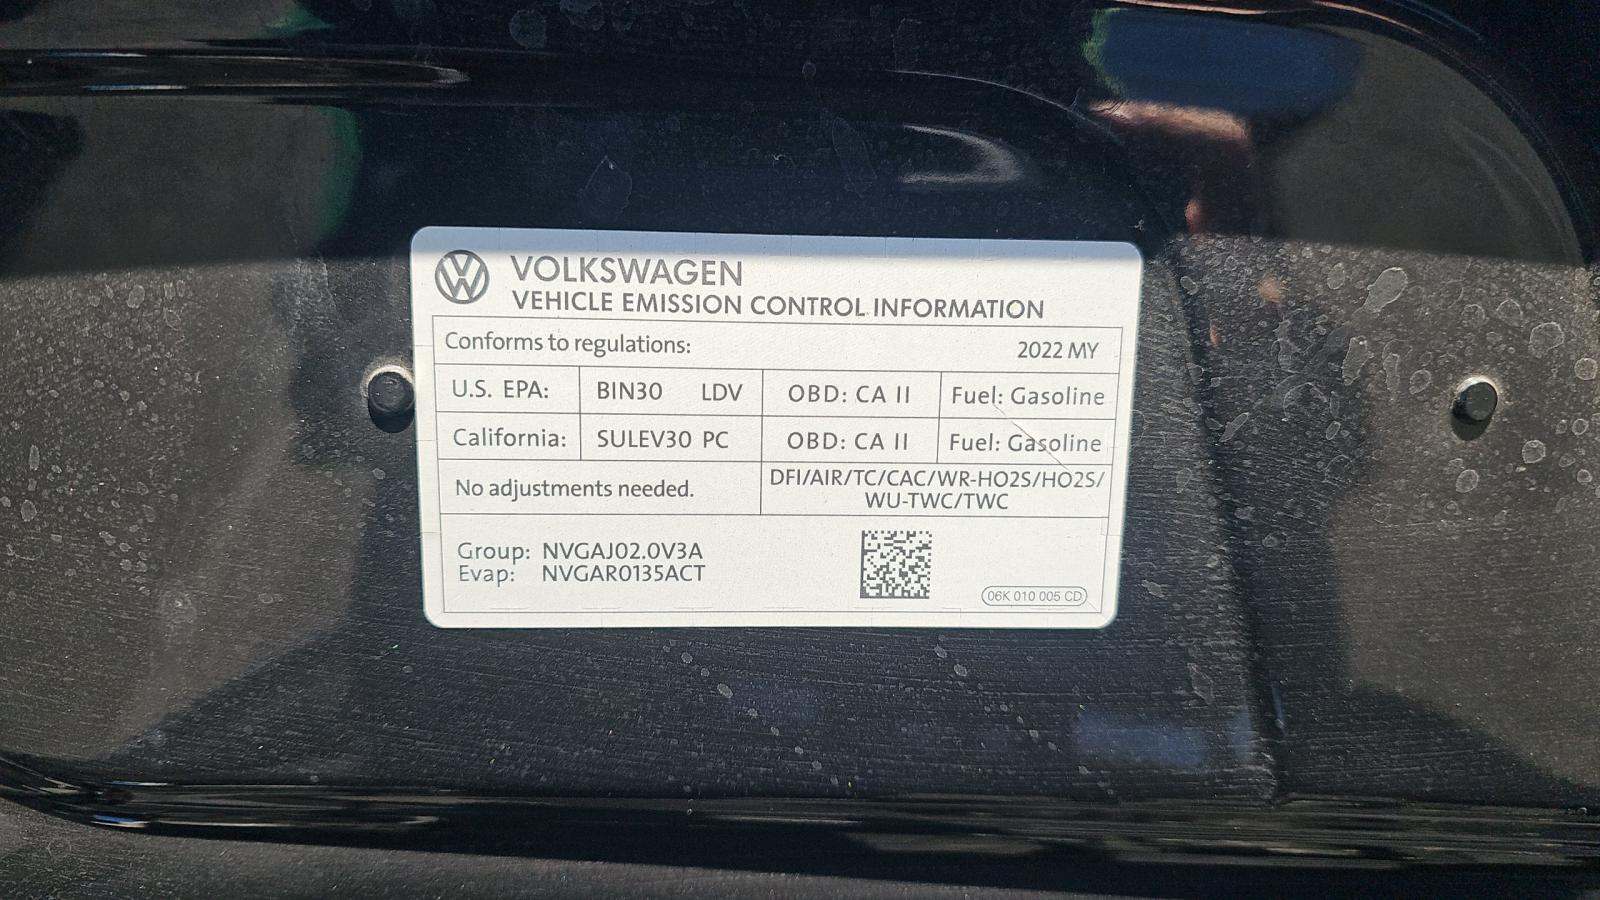 VOLKSWAGEN
VEHICLE EMISSION CONTROL INFORMATION
Conforms to regulations: 2022 MY
U.S. EPA: BIN30 LDV OBD: CA II Fuel: Gasoline
California: SULEV30 PC OBD: CA II Fuel: Gasoline
No adjustments needed. DFI/AIR/TC/CAC/WR-HO2S/HO2S/
WU-TWC/TWC
Group: NVGAJ02.0V3A
Evap: NVGAR0135ACT
06K 010 005 CD